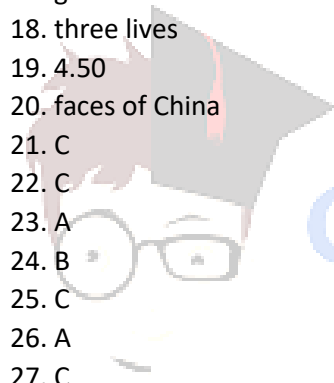 18. three lives
19. 4.50
20. faces of China
21. C
22. C
23. A
24. B
25. C
26. A
27. C